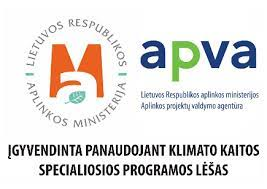 LIETUVOS RESPUBLIKOS
APLINKOS MINISTERIJA
AM
apva
Lietuvos Respublikos aplinkos ministerijos
Aplinkos projektų valdymo agentūra
ĮGYVENDINTA PANAUDOJANT KLIMATO KAITOS
SPECIALIOSIOS PROGRAMOS LĖŠAS